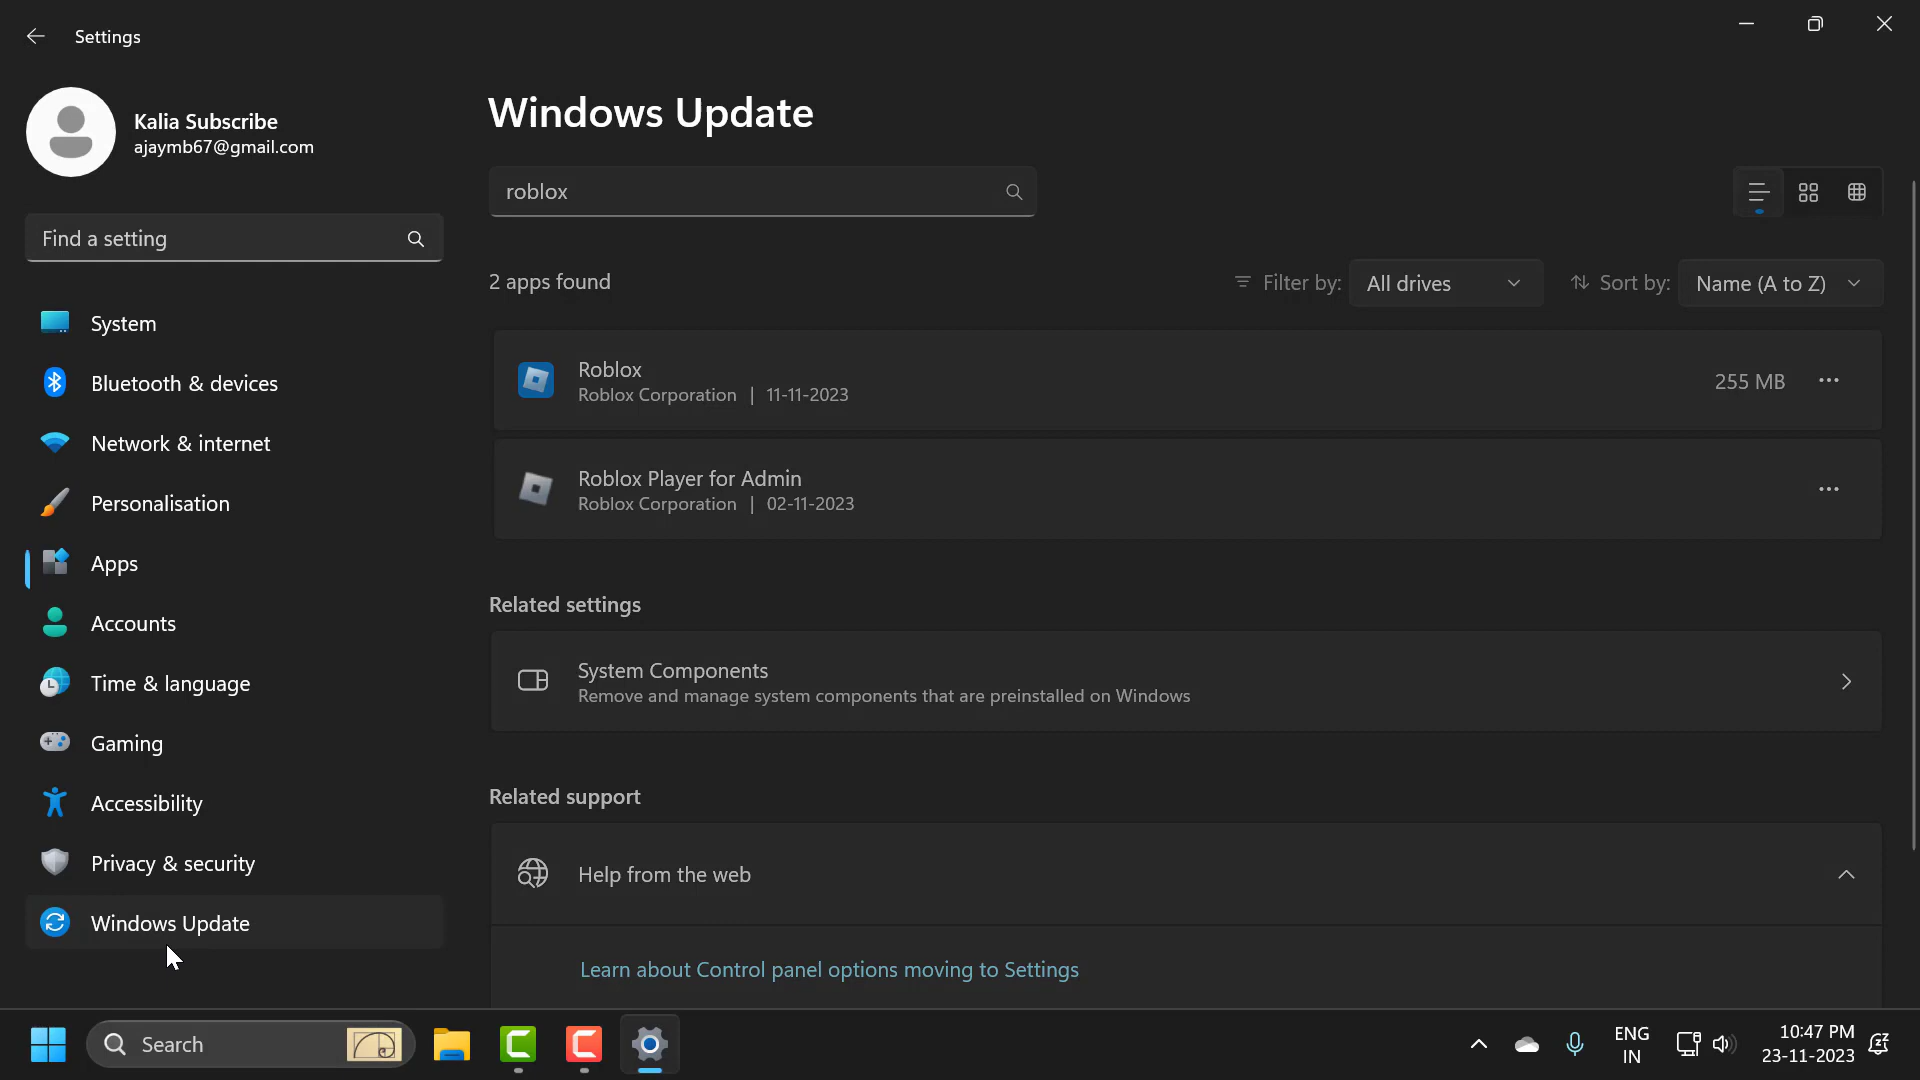 Settings
Kalia Subscribe
ajaymb67@gmail.com
Find a setting
System
Bluetooth & devices
Network & internet
Personalisation
Apps
Accounts
Time & language
Gaming
Accessibility
Privacy & security
Windows Update
Windows Update
roblox
2 apps found
Filter by: All drives
Sort by: Name (A to Z)
Roblox
Roblox Corporation | 11-11-2023
255 MB
Roblox Player for Admin
Roblox Corporation | 02-11-2023
Related settings
System Components
Remove and manage system components that are preinstalled on Windows
Related support
Help from the web
Learn about Control panel options moving to Settings
Search
ENG
IN
10:47 PM
23-11-2023